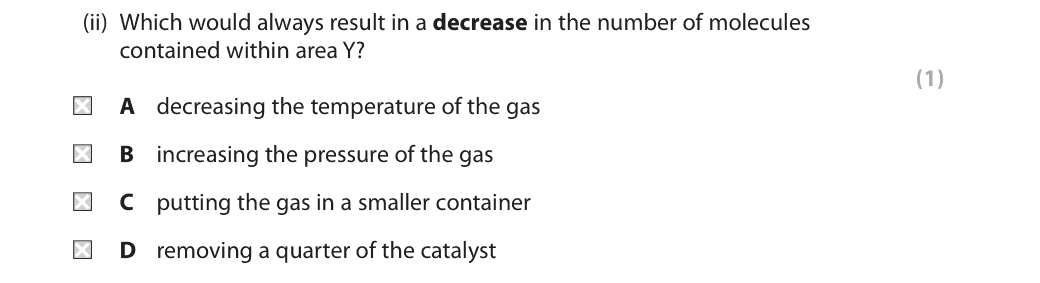 (ii) Which would always result in a decrease in the number of molecules
contained within area Y?
(1)
A decreasing the temperature of the gas
B increasing the pressure of the gas
C putting the gas in a smaller container
D removing a quarter of the catalyst